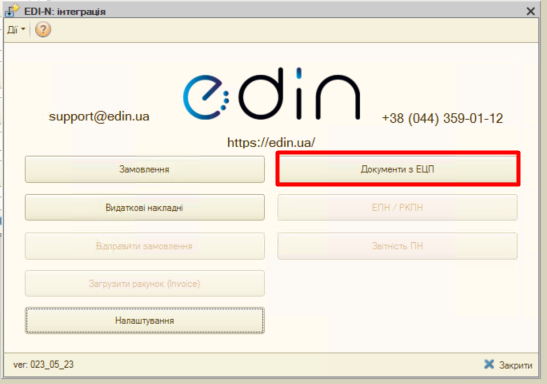 EDI-N: інтеграція
Дії
edin
support@edin.ua
+38 (044) 359-01-12
https://edin.ua/
Замовлення
Документи з ЕЦП
Видаткові накладні
ЕПН / РКПН
Відправити замовлення
Звітність ПН
Загрузити рахунок (Invoice)
Налаштування
ver: 023_05_23
Закрити